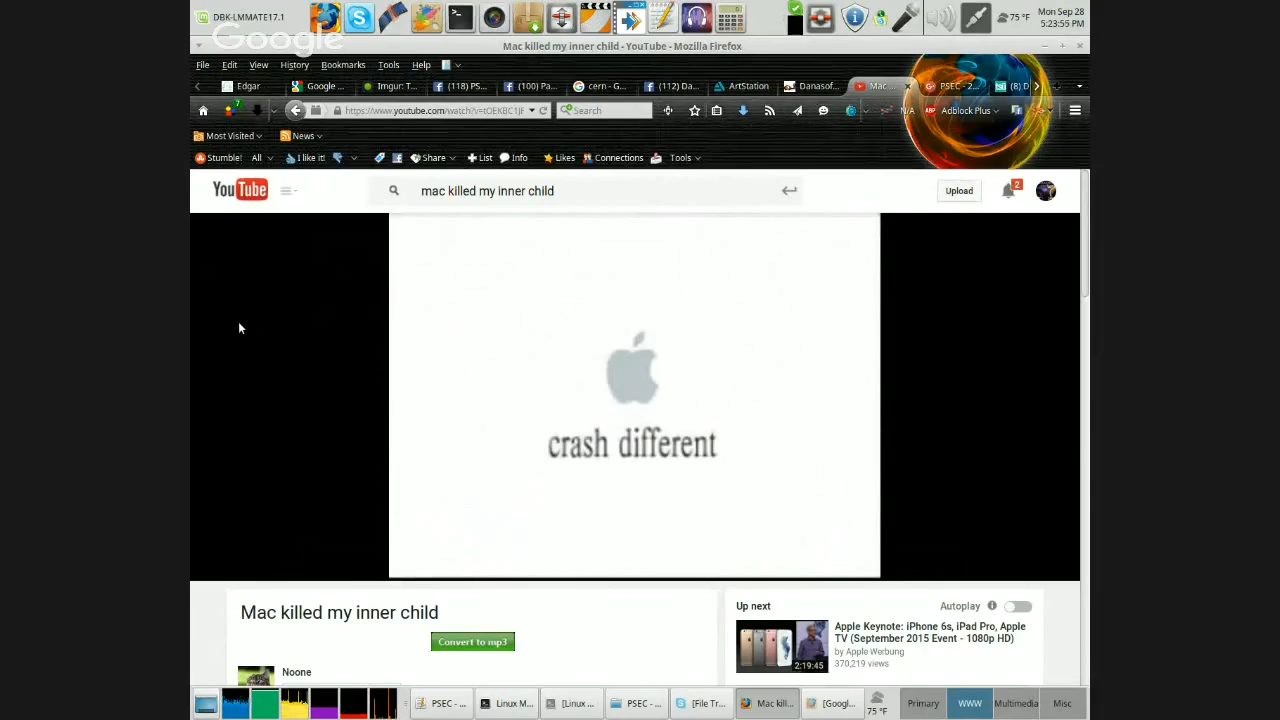 DBK-LMMATE17.1
75 °F
Mon Sep 28
5:23:55 PM
Google
Mac killed my inner child - YouTube - Mozilla Firefox
File Edit View History Bookmarks Tools Help
Edgar
Google ...
Imgur: T...
(118) PS...
(100) Pa...
cern - G...
(112) Da...
ArtStation
Danasof...
Mac ...
PSEC - 2...
(8) D
7
https://www.youtube.com/watch?v=tOEKBC1jF
Search
N/A
ABP
Adblock Plus
Most Visited
News
Stumble!
All
I like it!
Share
List
Info
Likes
Connections
Tools
YouTube
mac killed my inner child
Upload
2
crash different
Mac killed my inner child
Convert to mp3
Noone
Up next
Autoplay
Apple Keynote: iPhone 6s, iPad Pro, Apple
TV (September 2015 Event - 1080p HD)
by Apple Werbung
370,219 views
2:19:45
PSEC - ...
Linux M...
[Linux ...
PSEC - ...
[File Tr...
Mac kill...
[Googl...
75 °F
Primary
WWW
Multimedia
Misc